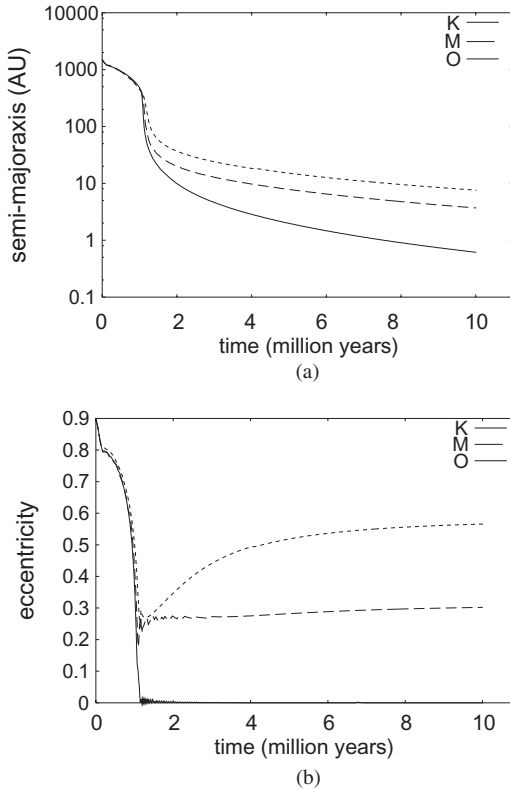 10000
1000
100
10
1
0.1
semi-majoraxis (AU)
K
M
O
0 2 4 6 8 10
time (million years)
(a)
0.9
0.8
0.7
0.6
0.5
0.4
0.3
0.2
0.1
0
eccentricity
K
M
O
0 2 4 6 8 10
time (million years)
(b)